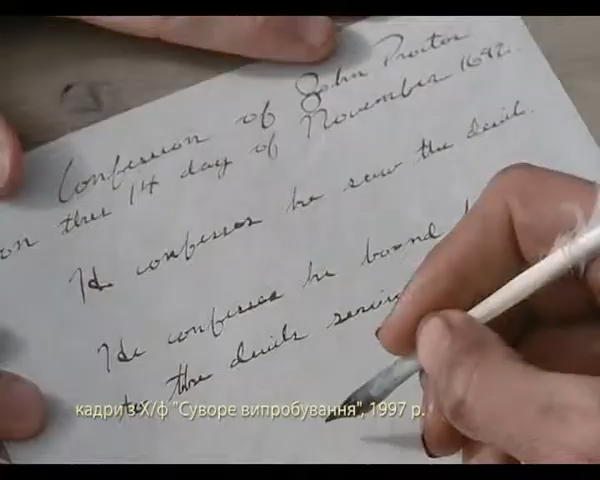 Confession of John Proctor
on this 14 day of November 1692.
He confesses he saw the devil.
He confesses he bound
to the devils
кадри з Х/ф "Суворе випробування", 1997 р.